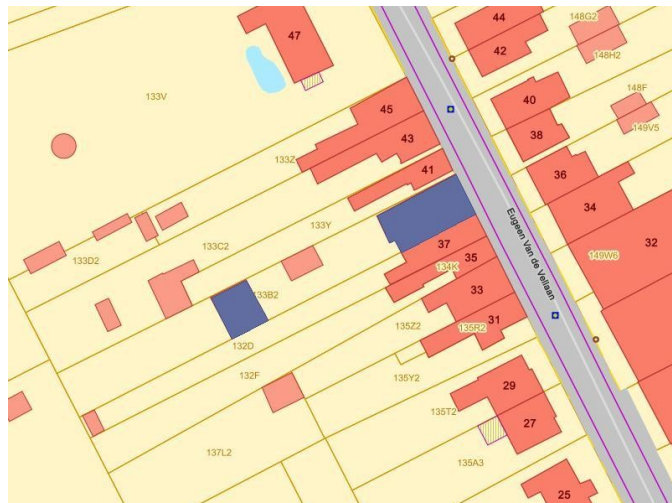 44
148G2
47
42
148H2
133V
40
148F
45
149V5
43
38
133Z
36
41
34
133Y
Eugeen Van de Vellaan
32
133C2
37
149W6
133D2
35
134K
133B2
33
31
135Z2
135R2
132D
132F
135Y2
29
135T2
27
137L2
135A3
25